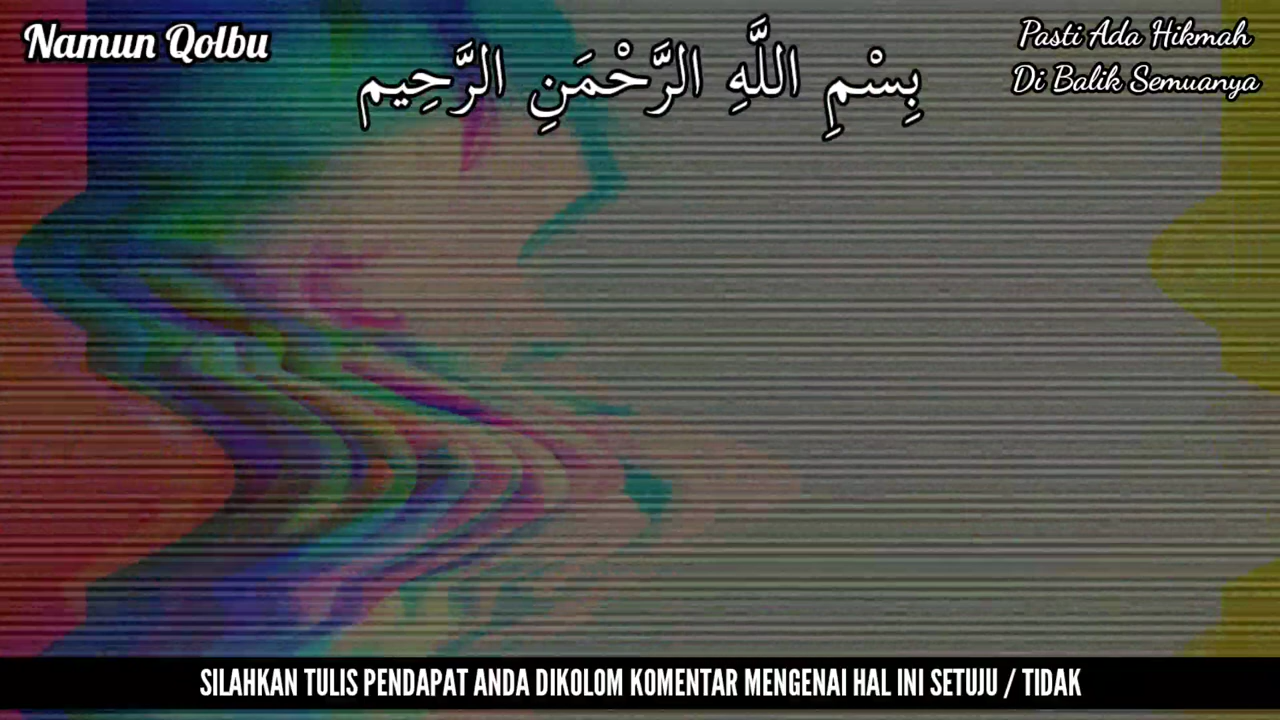 Namun Qolbu
بِسْمِ اللَّهِ الرَّحْمَنِ الرَّحِيم
Pasti Ada Hikmah
Di Balik Semuanya
SILAHKAN TULIS PENDAPAT ANDA DIKOLOM KOMENTAR MENGENAI HAL INI SETUJU / TIDAK